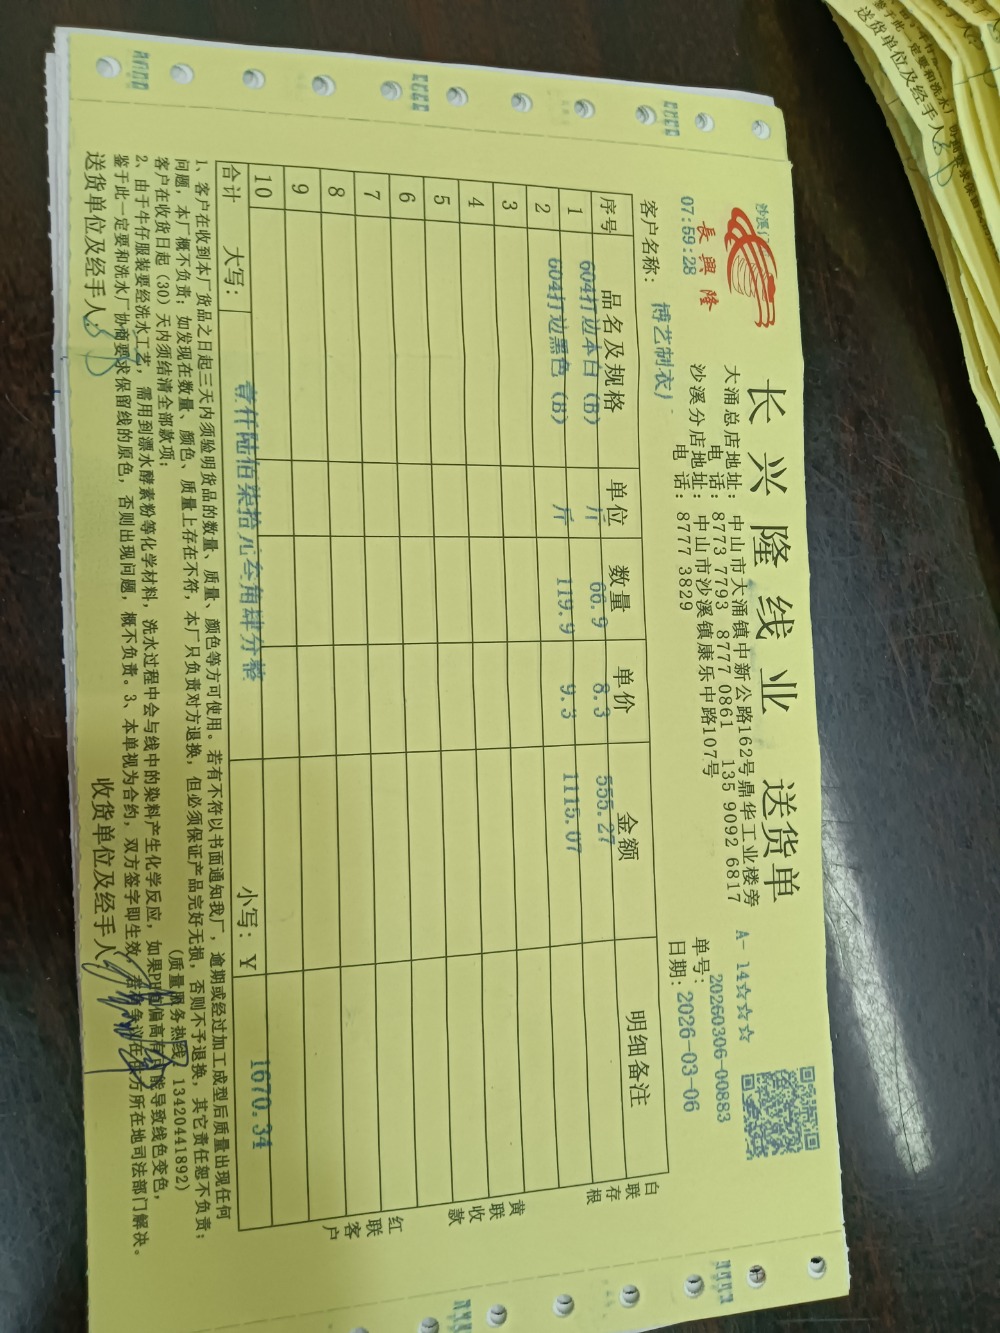 長興隆
长兴隆线业 送货单
A- 14☆☆☆
大涌总店地址: 中山市大涌镇中新公路162号鼎华工业楼旁
电 话: 8773 7793 8777 0861 135 9092 6817
沙溪分店地址: 中山市沙溪镇康乐中路107号
电 话: 8777 3829
07:59:28
单号: 20260306-00883
日期: 2026-03-06
客户名称: 博艺制衣厂
序号 品名及规格 单位 数量 单价 金额 明细备注
1 604打边本白 (B) 斤 66.9 8.3 555.27
2 604打边黑色 (B) 斤 119.9 9.3 1115.07
3
4
5
6
7
8
9
10
合计 大写: 壹仟陆佰柒拾元叁角肆分整 小写: ¥ 1670.34
白联存根
黄联收款
红联客户
1、客户在收到本厂货品之日起三天内须验明货品的数量、质量、颜色等方可使用。若有不符以书面通知我厂, 逾期或经过加工成型后质量出现任何
问题, 本厂概不负责; 如发现在数量、颜色、质量上存在不符, 本厂只负责对方退换, 但必须保证产品完好无损, 否则不予退换, 其它责任恕不负责;
客户在收货日起 (30) 天内须结清全部款项; (质量服务热线: 13420441892)
2、由于牛仔服装要经洗水工艺, 需用到漂水酵素粉等化学材料, 洗水过程中会与线中的染料产生化学反应, 如果PH值偏高有可能导致线色变色,
鉴于此一定要和洗水厂协商要求保留线的原色, 否则出现问题, 概不负责。3、本单视为合约, 双方签字即生效, 若有争议在供方所在地司法部门解决。
送货单位及经手人: 收货单位及经手人
送货单位及经手人